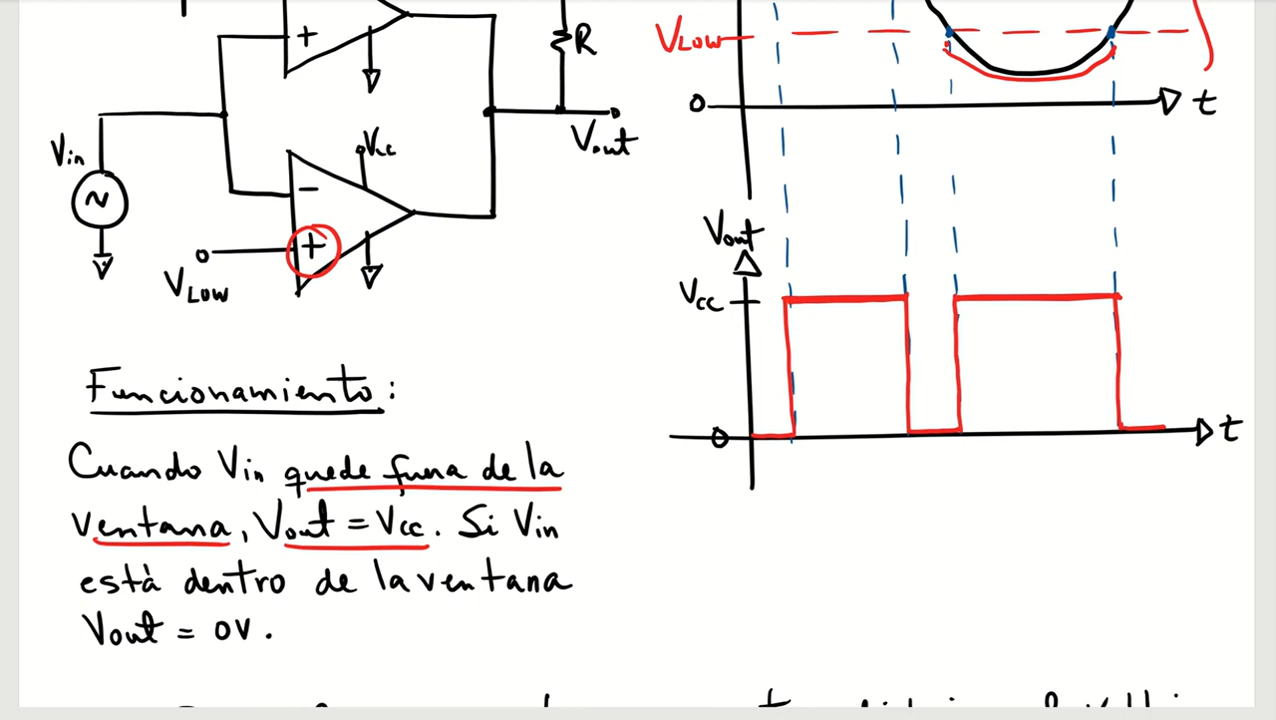 +
R
VLow
0
t
Vin
Vcc
Vout
~
-
+
VLow
Vout
Vcc
0
t
Funcionamiento:
Cuando Vin quede fuera de la
ventana, Vout = Vcc. Si Vin
está dentro de la ventana
Vout = 0V.